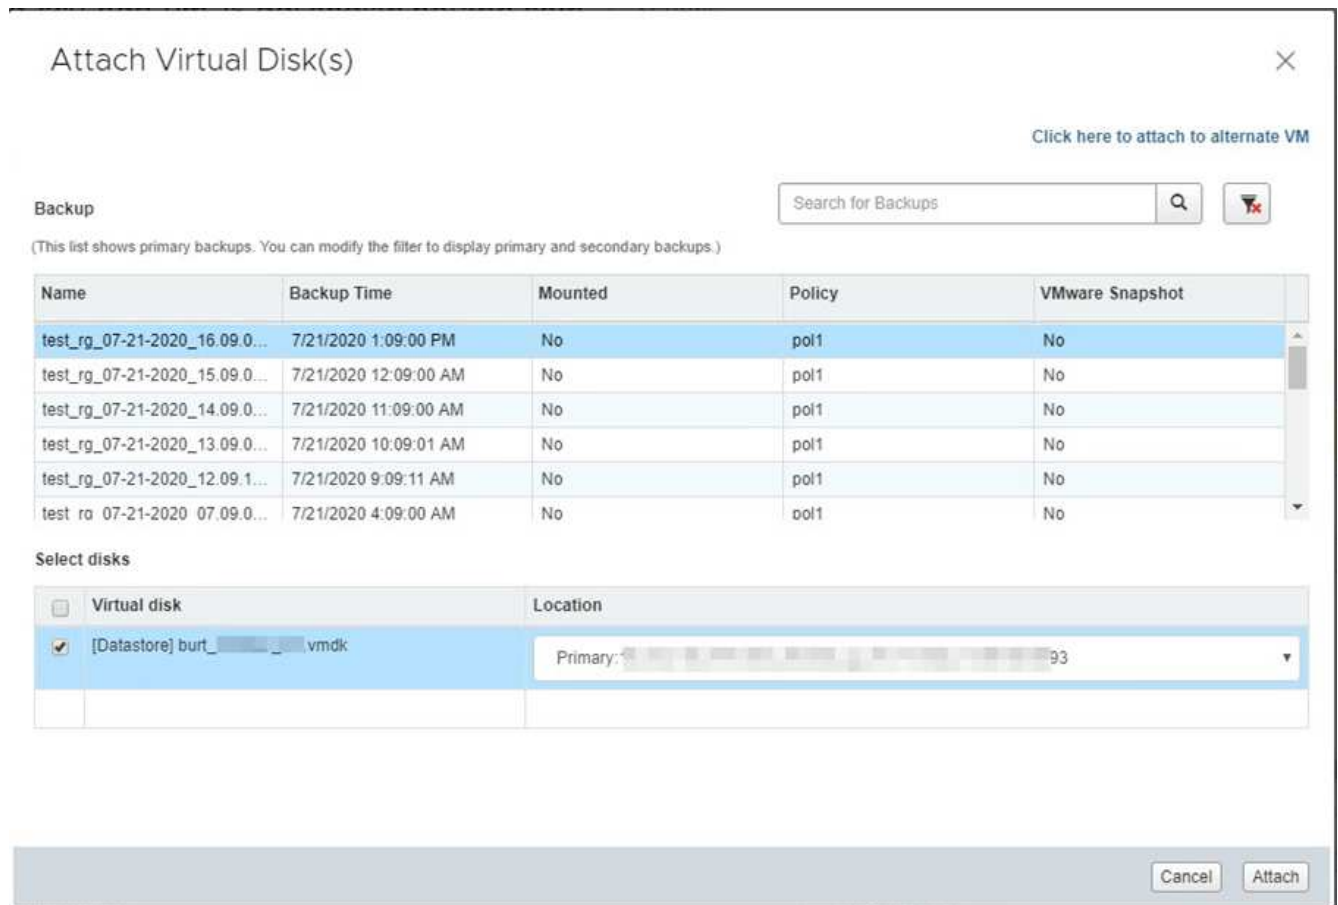 Attach Virtual Disk(s)
Click here to attach to alternate VM
Backup
Search for Backups
(This list shows primary backups. You can modify the filter to display primary and secondary backups.)
Name Backup Time Mounted Policy VMware Snapshot
test_rg_07-21-2020_16.09.0... 7/21/2020 1:09:00 PM No pol1 No
test_rg_07-21-2020_15.09.0... 7/21/2020 12:09:00 AM No pol1 No
test_rg_07-21-2020_14.09.0... 7/21/2020 11:09:00 AM No pol1 No
test_rg_07-21-2020_13.09.0... 7/21/2020 10:09:01 AM No pol1 No
test_rg_07-21-2020_12.09.1... 7/21/2020 9:09:11 AM No pol1 No
test_rg_07-21-2020_07.09.0... 7/21/2020 4:09:00 AM No pol1 No
Select disks
Virtual disk Location
[Datastore] burt_ _ .vmdk Primary: 93
Cancel Attach